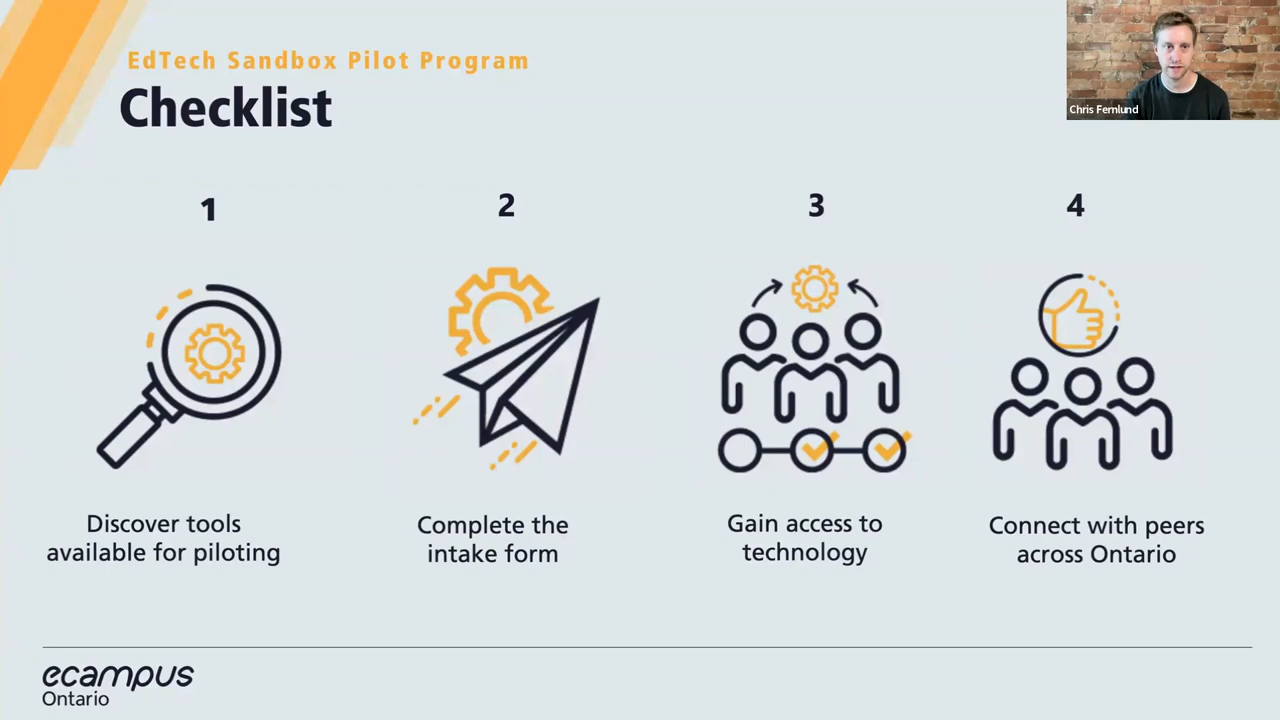 EdTech Sandbox Pilot Program
Checklist
Chris Fernlund
1
2
3
4
Discover tools
available for piloting
Complete the
intake form
Gain access to
technology
Connect with peers
across Ontario
ecampus
Ontario